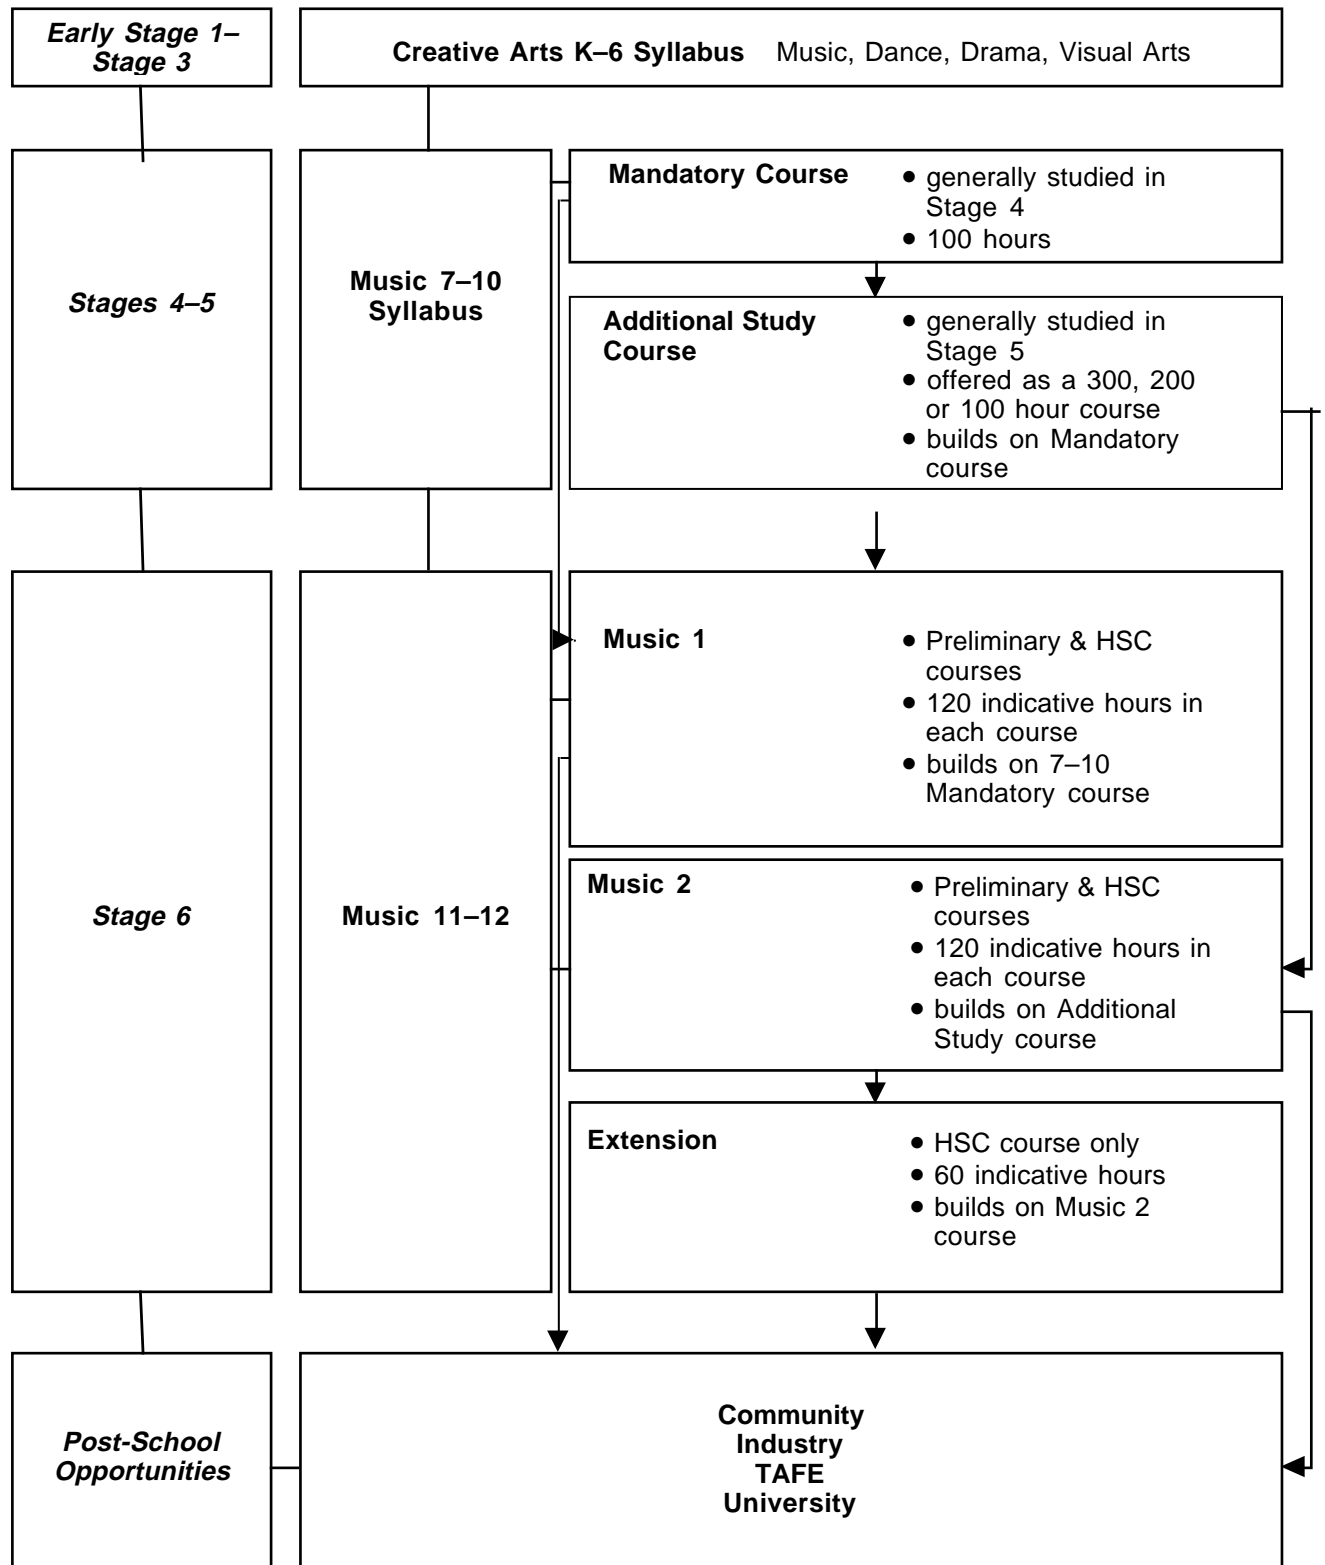 Early Stage 1–
Stage 3
Creative Arts K–6 Syllabus Music, Dance, Drama, Visual Arts
Stages 4–5
Music 7–10
Syllabus
Mandatory Course
• generally studied in
Stage 4
• 100 hours
Additional Study
Course
• generally studied in
Stage 5
• offered as a 300, 200
or 100 hour course
• builds on Mandatory
course
Stage 6
Music 11–12
Music 1
• Preliminary & HSC
courses
• 120 indicative hours in
each course
• builds on 7–10
Mandatory course
Music 2
• Preliminary & HSC
courses
• 120 indicative hours in
each course
• builds on Additional
Study course
Extension
• HSC course only
• 60 indicative hours
• builds on Music 2
course
Post-School
Opportunities
Community
Industry
TAFE
University